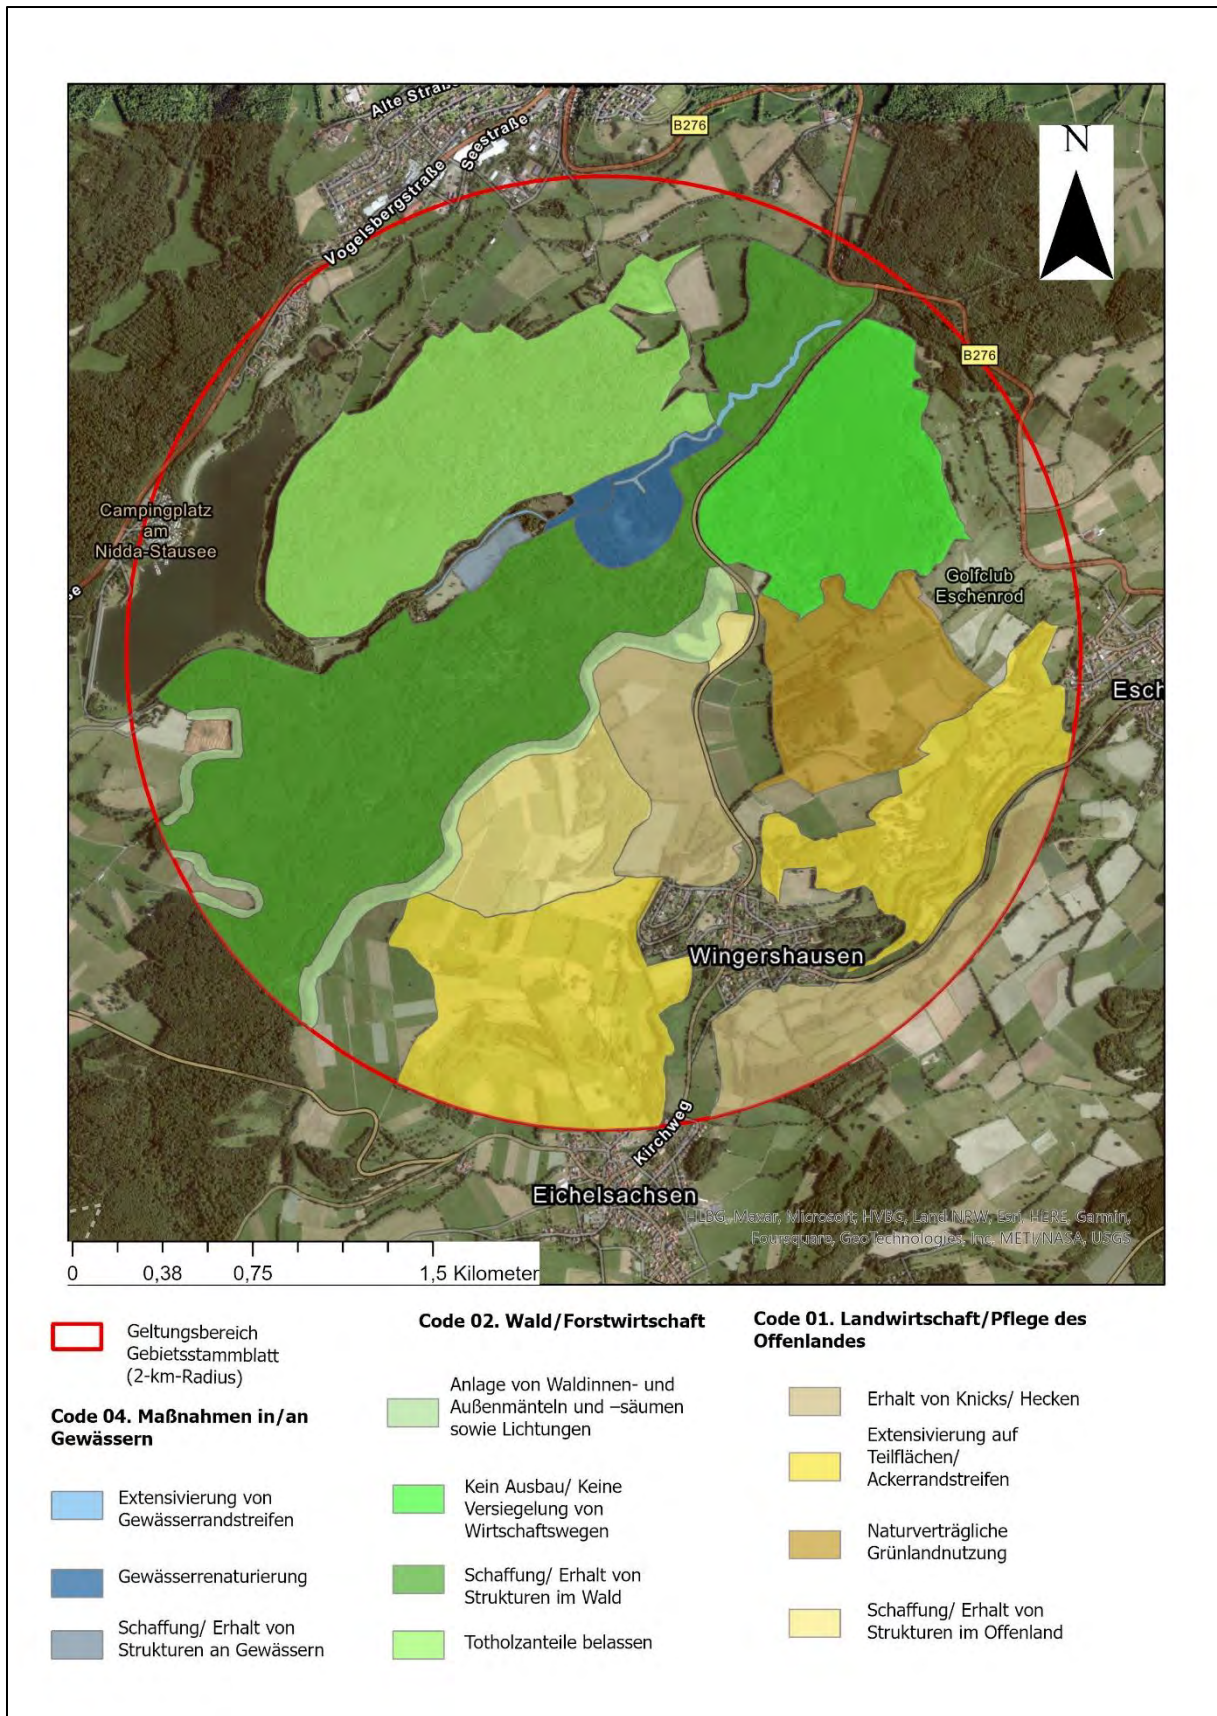 Alte Straße
B276
Seestraße
N
Vogelsbergstraße
B276
Campingplatz
am
Nidda-Stausee
Golfclub
Eschenrod
Esch
Wingershausen
Kirchweg
Eichelsachsen
HLBG, Maxar, Microsoft, HVBG, Land NRW, Esri, HERE, Garmin,
Foursquare, GeoTechnologies, Inc, METI/NASA, USGS
0 0,38 0,75 1,5 Kilometer
Geltungsbereich
Gebietsstammblatt
(2-km-Radius)
Code 04. Maßnahmen in/an
Gewässern
Extensivierung von
Gewässerrandstreifen
Gewässerrenaturierung
Schaffung/ Erhalt von
Strukturen an Gewässern
Code 02. Wald/Forstwirtschaft
Anlage von Waldinnen- und
Außenmänteln und –säumen
sowie Lichtungen
Kein Ausbau/ Keine
Versiegelung von
Wirtschaftswegen
Schaffung/ Erhalt von
Strukturen im Wald
Totholzanteile belassen
Code 01. Landwirtschaft/Pflege des
Offenlandes
Erhalt von Knicks/ Hecken
Extensivierung auf
Teilflächen/
Ackerrandstreifen
Naturverträgliche
Grünlandnutzung
Schaffung/ Erhalt von
Strukturen im Offenland